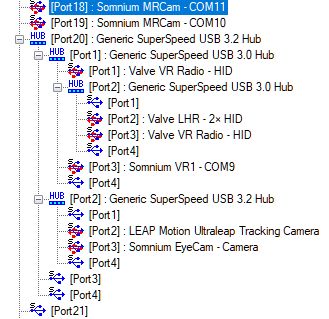 [Port18] : Somnium MRCam - COM11
[Port19] : Somnium MRCam - COM10
HUB [Port20] : Generic SuperSpeed USB 3.2 Hub
HUB [Port1] : Generic SuperSpeed USB 3.0 Hub
[Port1] : Valve VR Radio - HID
HUB [Port2] : Generic SuperSpeed USB 3.0 Hub
[Port1]
[Port2] : Valve LHR - 2× HID
[Port3] : Valve VR Radio - HID
[Port4]
[Port3] : Somnium VR1 - COM9
[Port4]
HUB [Port2] : Generic SuperSpeed USB 3.2 Hub
[Port1]
[Port2] : LEAP Motion Ultraleap Tracking Camera
[Port3] : Somnium EyeCam - Camera
[Port4]
[Port3]
[Port4]
[Port21]